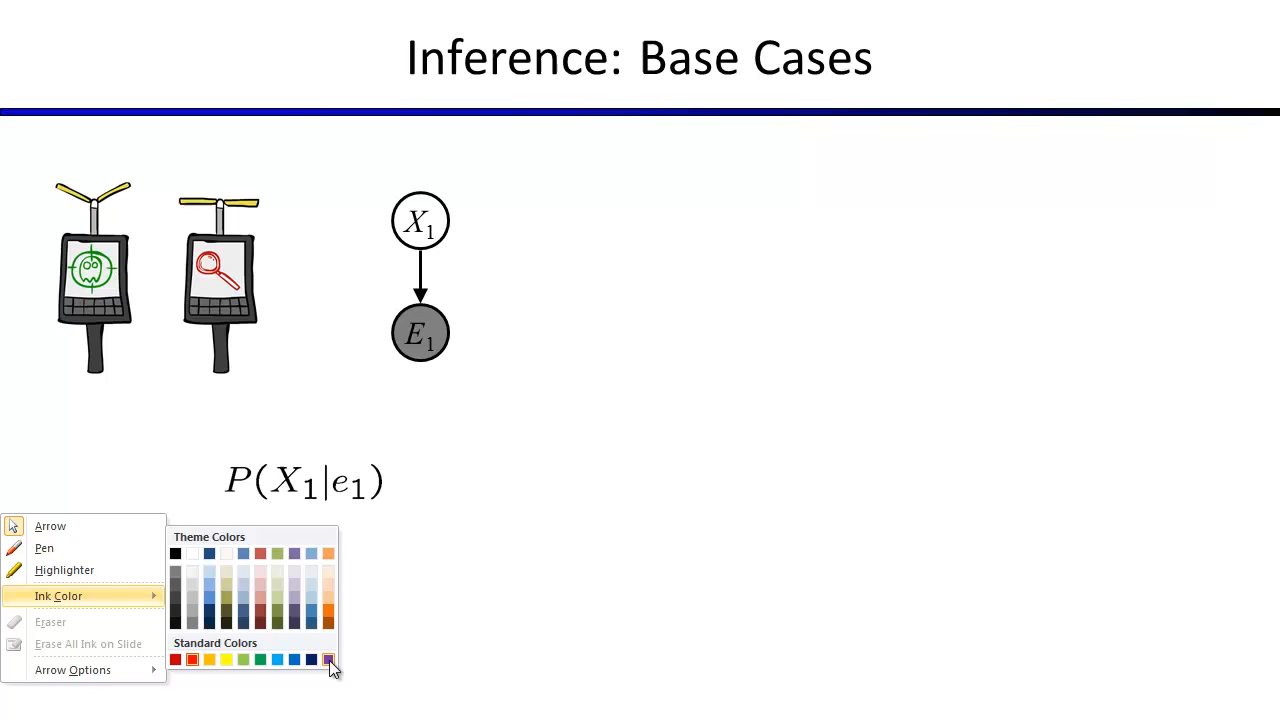 Inference: Base Cases
X1
E1
P(X1|e1)
Arrow
Pen
Highlighter
Ink Color
Eraser
Erase All Ink on Slide
Arrow Options
Theme Colors
Standard Colors